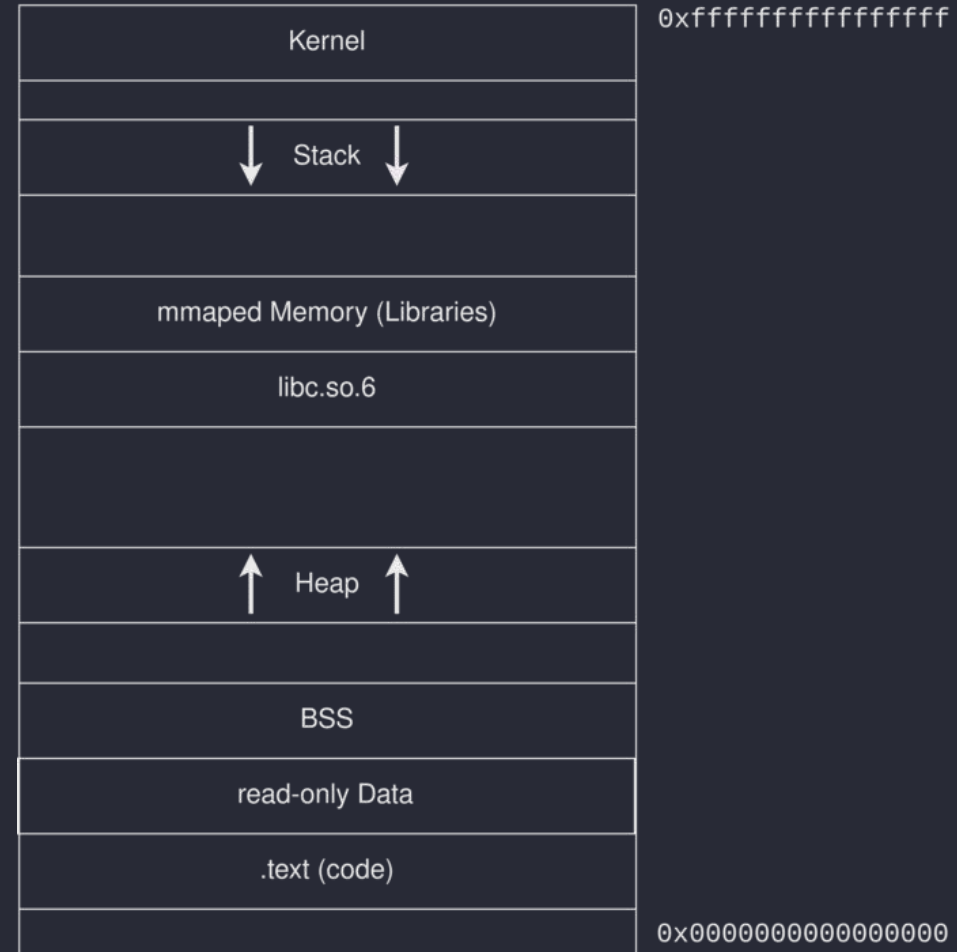 Kernel
0xffffffffffffffff
Stack
mmaped Memory (Libraries)
libc.so.6
Heap
BSS
read-only Data
.text (code)
0x0000000000000000